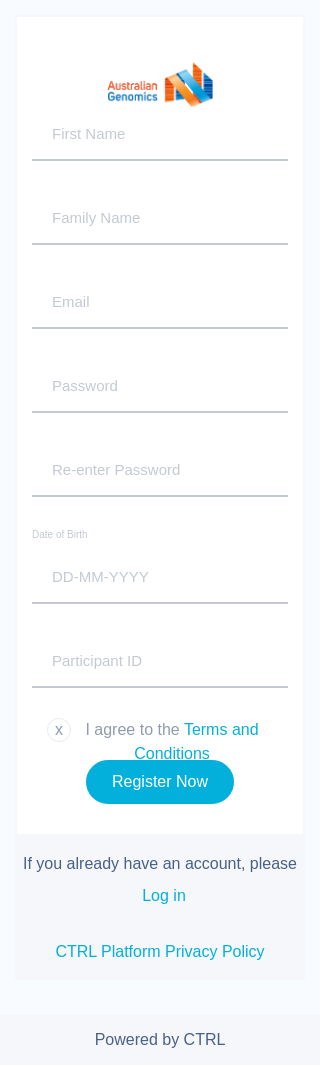 Australian
Genomics
First Name
Family Name
Email
Password
Re-enter Password
Date of Birth
DD-MM-YYYY
Participant ID
x I agree to the Terms and
Conditions
Register Now
If you already have an account, please
Log in
CTRL Platform Privacy Policy
Powered by CTRL